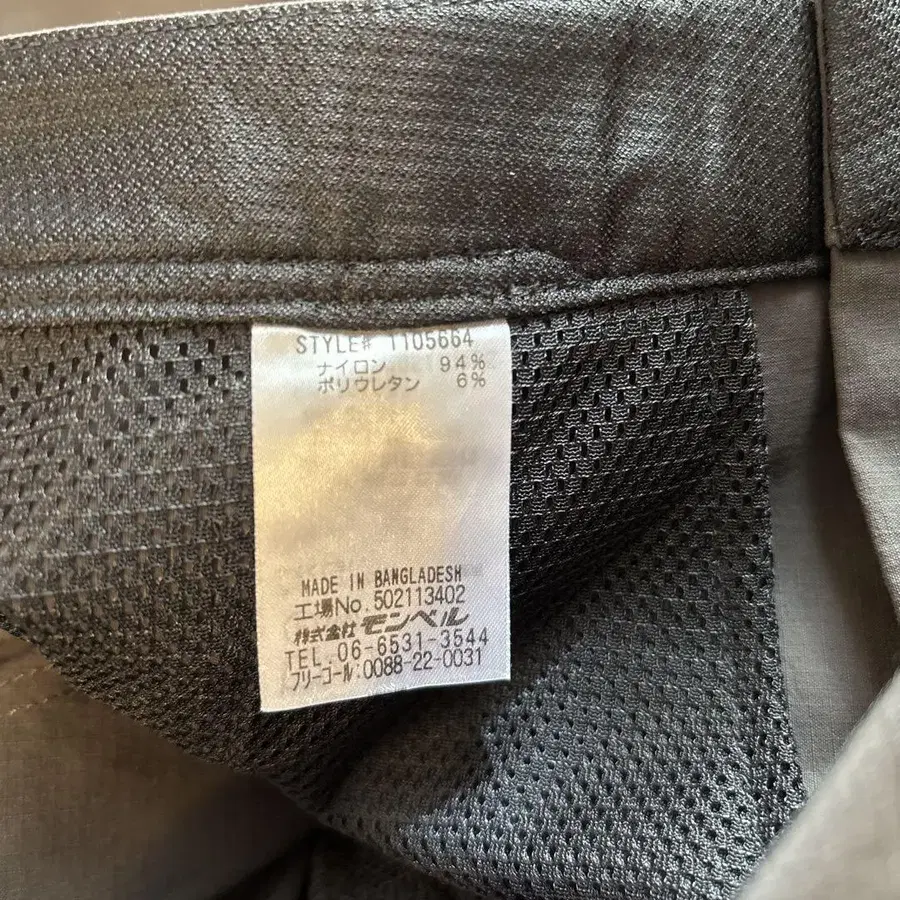 STYLE# 1105664
ナイロン 94%
ポリウレタン 6%
MADE IN BANGLADESH
工場No.502113402
株式会社 モンベル
TEL.06-6531-3544
フリーコール:0088-22-0031